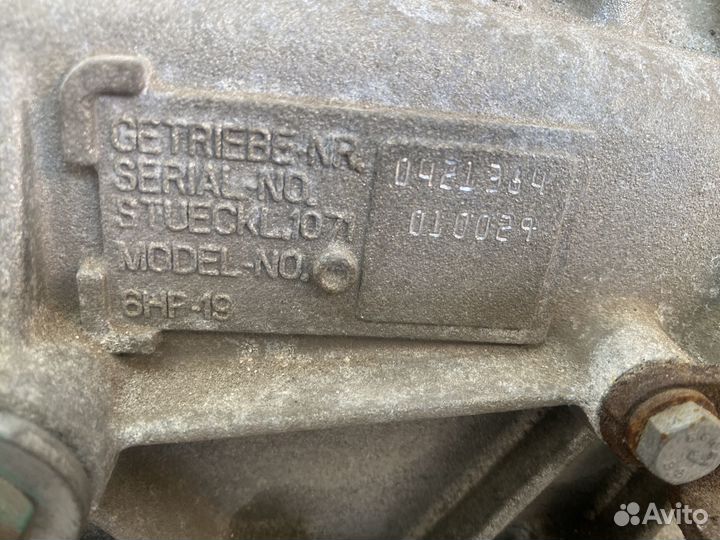 GETRIEBE-NR.
SERIAL-NO.
0421364
STUECKL.1071
010029
MODEL-NO.
6HP-19
Avito